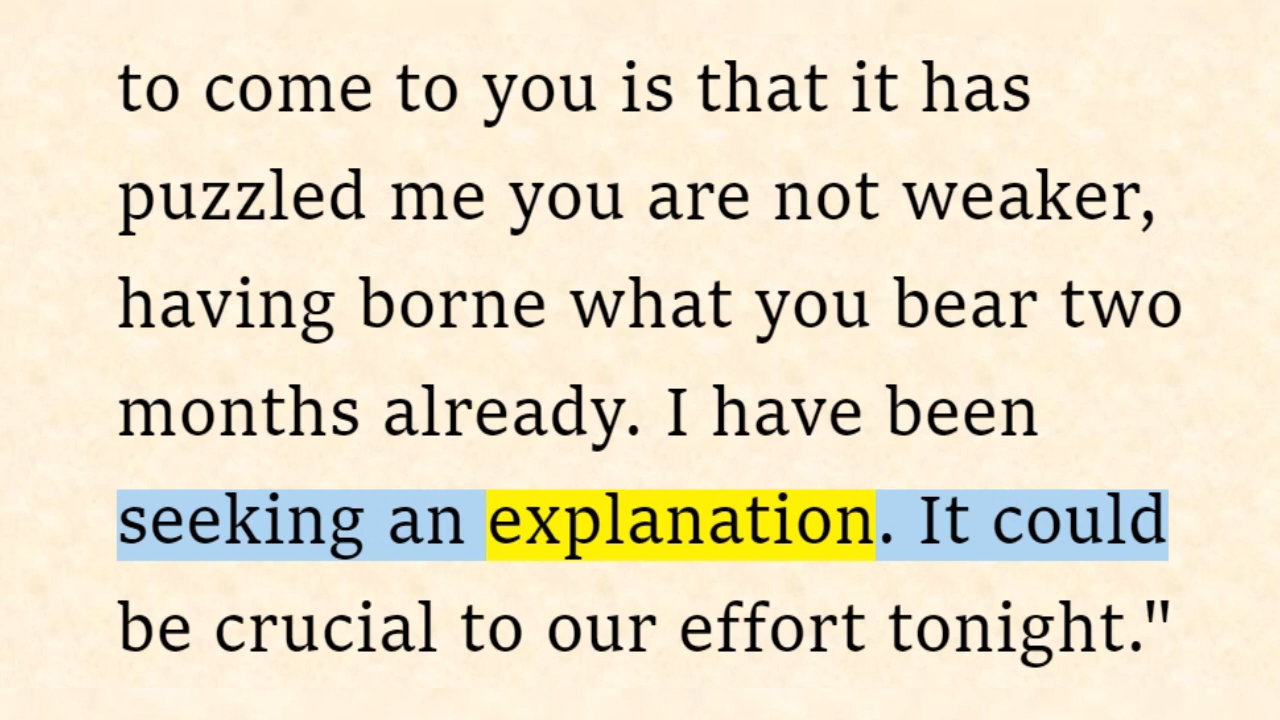 to come to you is that it has
puzzled me you are not weaker,
having borne what you bear two
months already. I have been
seeking an explanation. It could
be crucial to our effort tonight."